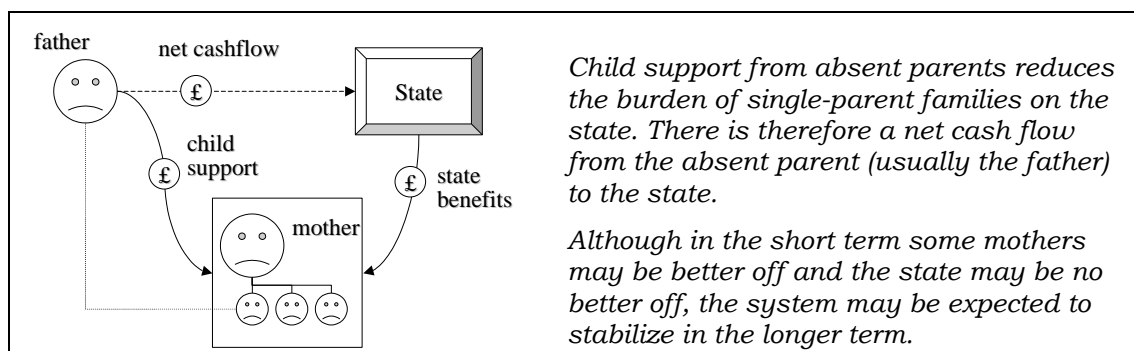 father
net cashflow
£
State
child
support
£
£
state
benefits
mother
Child support from absent parents reduces
the burden of single-parent families on the
state. There is therefore a net cash flow
from the absent parent (usually the father)
to the state.
Although in the short term some mothers
may be better off and the state may be no
better off, the system may be expected to
stabilize in the longer term.